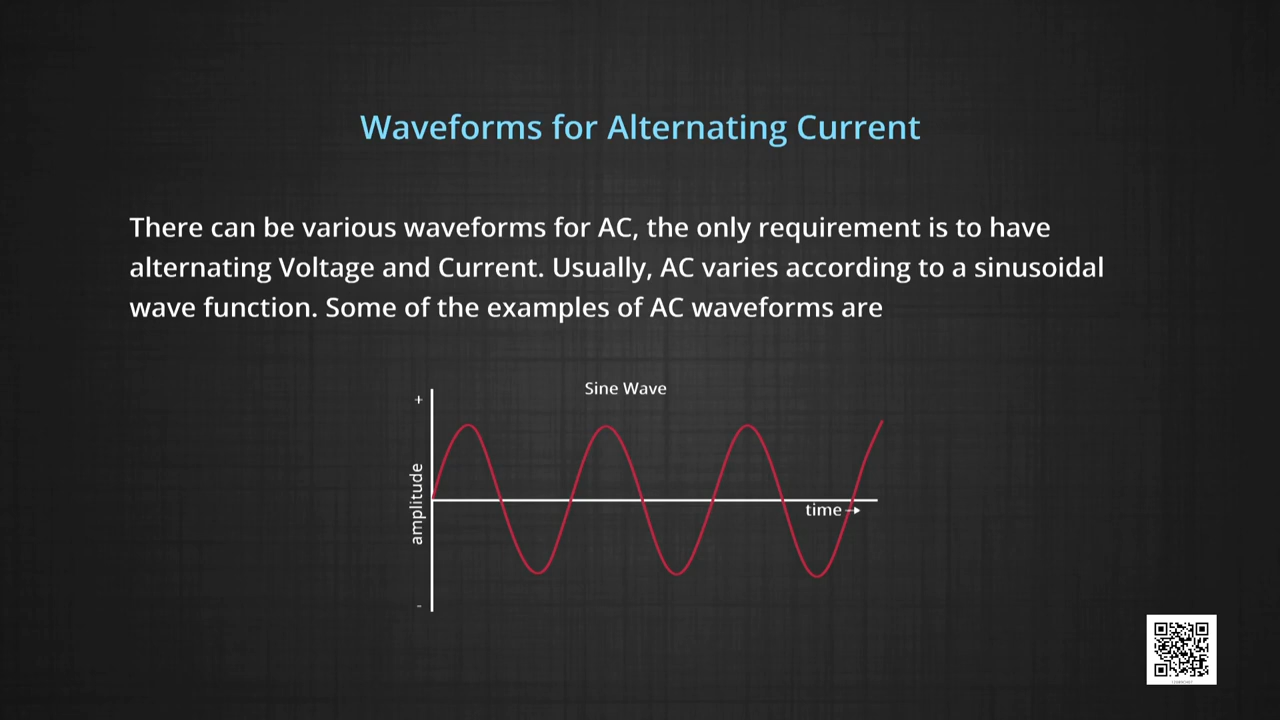 Waveforms for Alternating Current
There can be various waveforms for AC, the only requirement is to have
alternating Voltage and Current. Usually, AC varies according to a sinusoidal
wave function. Some of the examples of AC waveforms are
Sine Wave
+
amplitude
time→
-